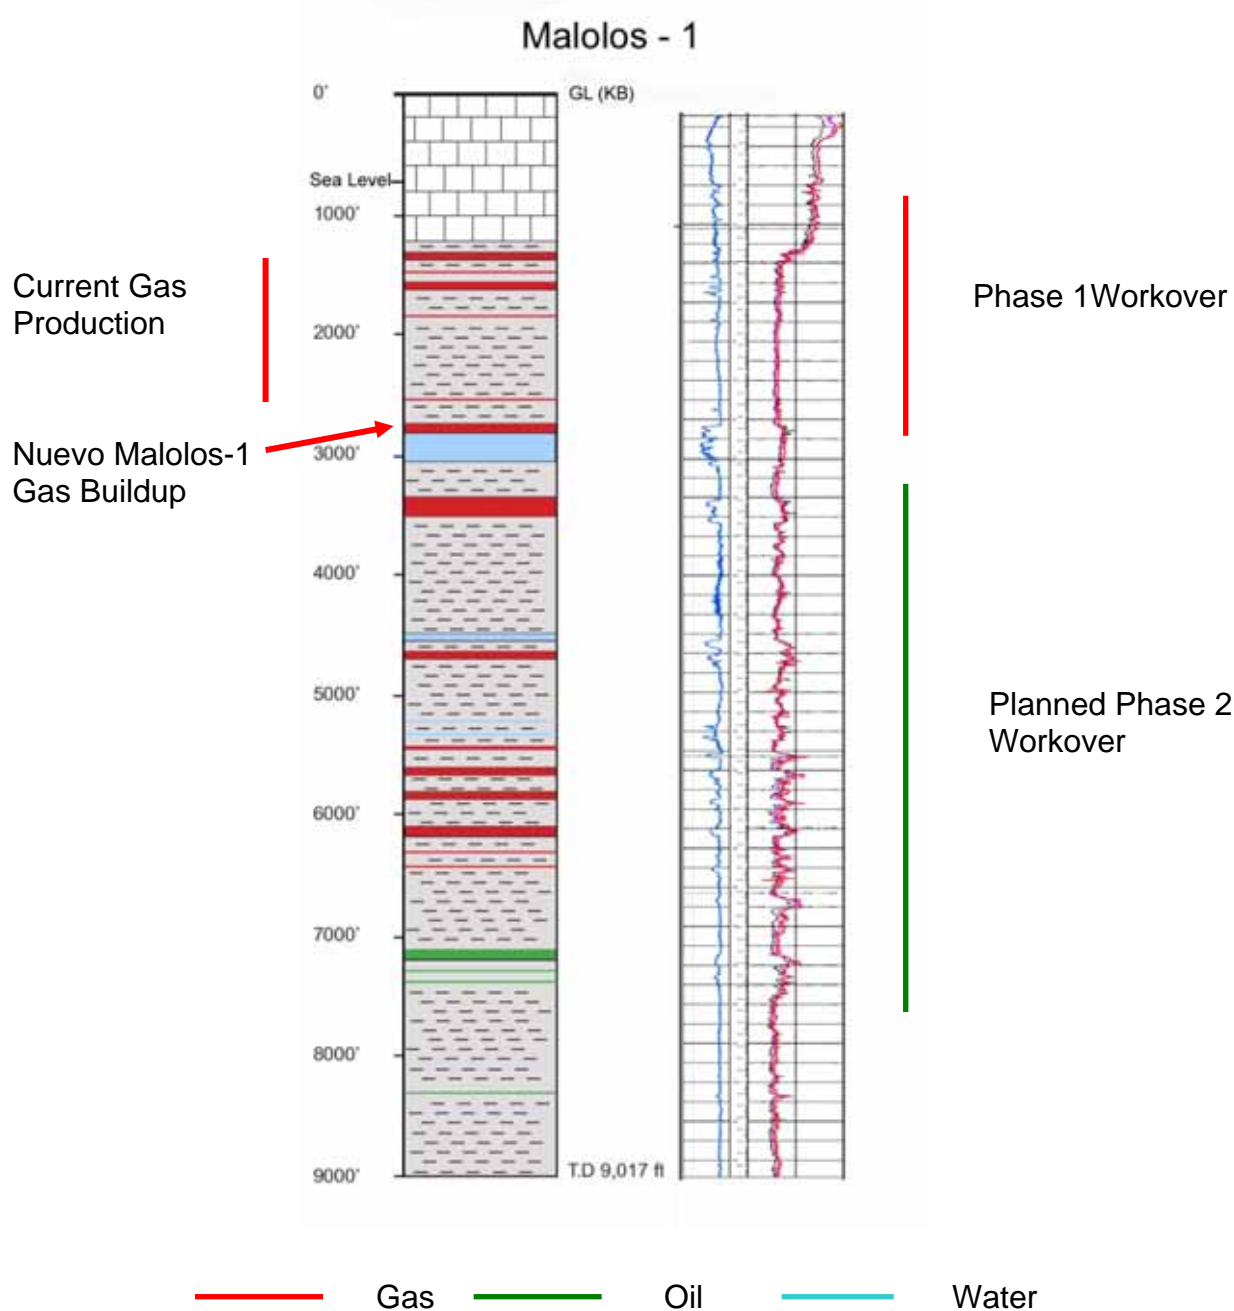 Malolos - 1
0'
GL (KB)
Sea Level
1000'
Current Gas
Production
Phase 1Workover
2000'
Nuevo Malolos-1
Gas Buildup
3000'
4000'
5000'
Planned Phase 2
Workover
6000'
7000'
8000'
9000'
T.D 9,017 ft
Gas
Oil
Water